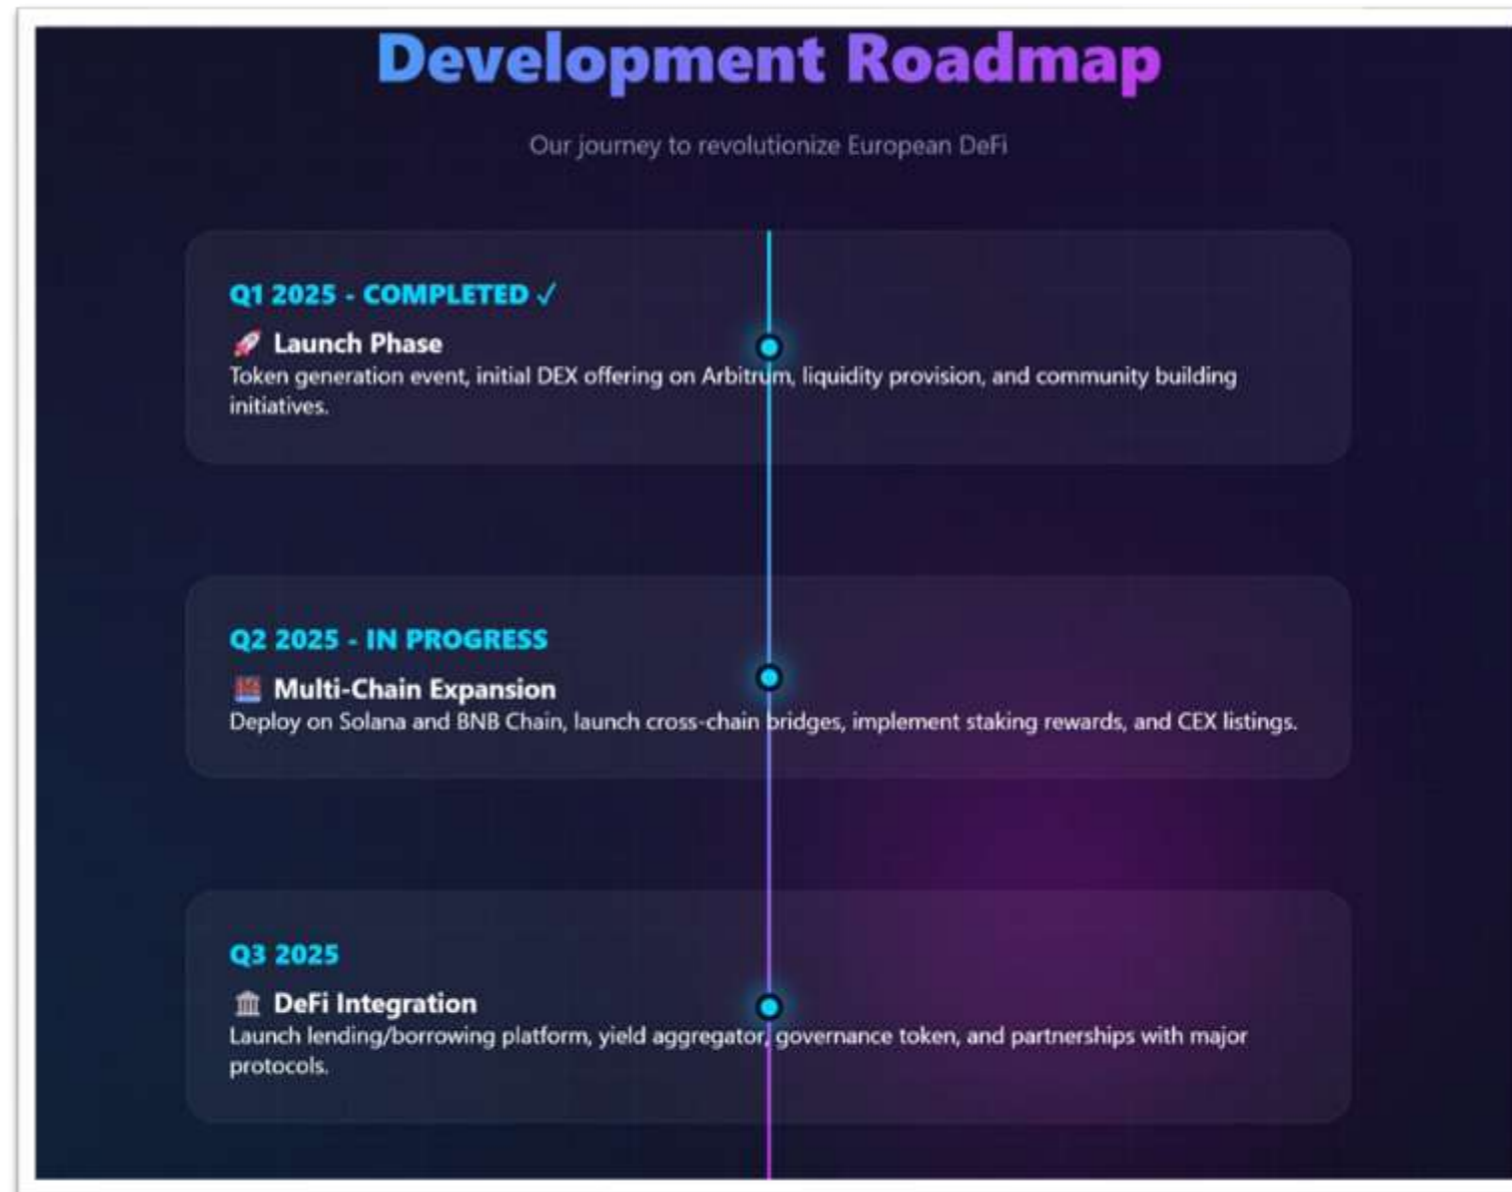 Development Roadmap
Our journey to revolutionize European DeFi
Q1 2025 - COMPLETED ✓
🚀 Launch Phase
Token generation event, initial DEX offering on Arbitrum, liquidity provision, and community building
initiatives.
Q2 2025 - IN PROGRESS
Multi-Chain Expansion
Deploy on Solana and BNB Chain, launch cross-chain bridges, implement staking rewards, and CEX listings.
Q3 2025
🏛️ DeFi Integration
Launch lending/borrowing platform, yield aggregator, governance token, and partnerships with major
protocols.